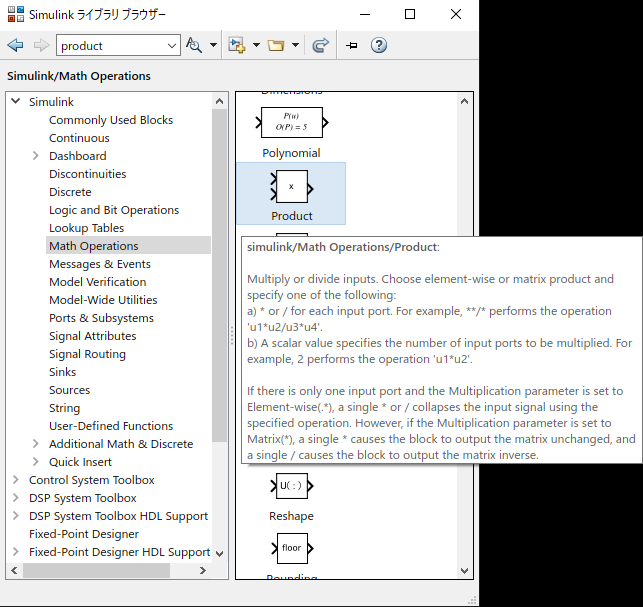 Simulink ライブラリ ブラウザー
product
Simulink/Math Operations
Simulink
Commonly Used Blocks
Continuous
Dashboard
Discontinuities
Discrete
Logic and Bit Operations
Lookup Tables
Math Operations
Messages & Events
Model Verification
Model-Wide Utilities
Ports & Subsystems
Signal Attributes
Signal Routing
Sinks
Sources
String
User-Defined Functions
Additional Math & Discrete
Quick Insert
Control System Toolbox
DSP System Toolbox
DSP System Toolbox HDL Support
Fixed-Point Designer
Fixed-Point Designer HDL Support
Dimensions
P(u)
O(P) = 5
Polynomial
x
Product
simulink/Math Operations/Product:
Multiply or divide inputs. Choose element-wise or matrix product and
specify one of the following:
a) * or / for each input port. For example, **/* performs the operation
'u1*u2/u3*u4'.
b) A scalar value specifies the number of input ports to be multiplied. For
example, 2 performs the operation 'u1*u2'.
If there is only one input port and the Multiplication parameter is set to
Element-wise(.*), a single * or / collapses the input signal using the
specified operation. However, if the Multiplication parameter is set to
Matrix(*), a single * causes the block to output the matrix unchanged, and
a single / causes the block to output the matrix inverse.
U( : )
Reshape
floor
Rounding